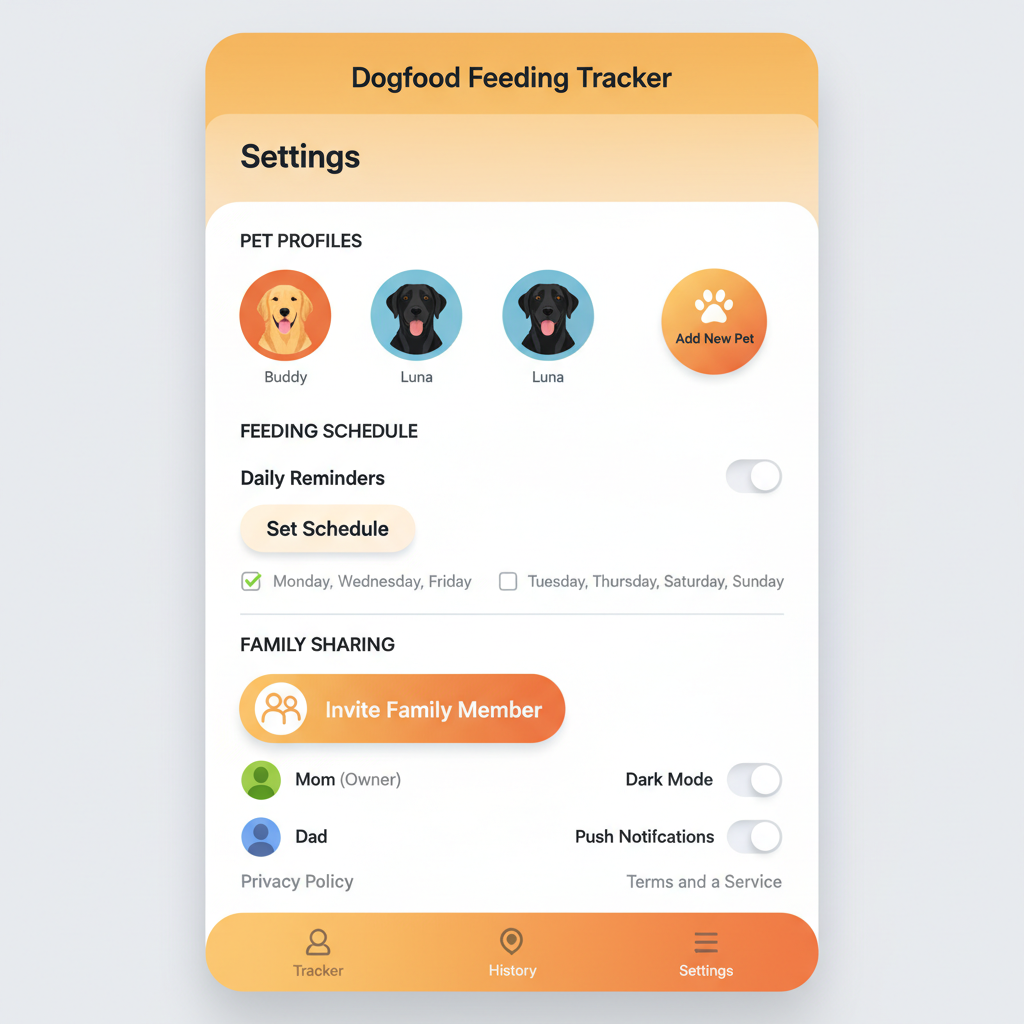 Dogfood Feeding Tracker
Settings
PET PROFILES
Buddy
Luna
Luna
Add New Pet
FEEDING SCHEDULE
Daily Reminders
Set Schedule
Monday, Wednesday, Friday
Tuesday, Thursday, Saturday, Sunday
FAMILY SHARING
Invite Family Member
Mom (Owner)
Dark Mode
Dad
Push Notifcations
Privacy Policy
Terms and a Service
Tracker
History
Settings